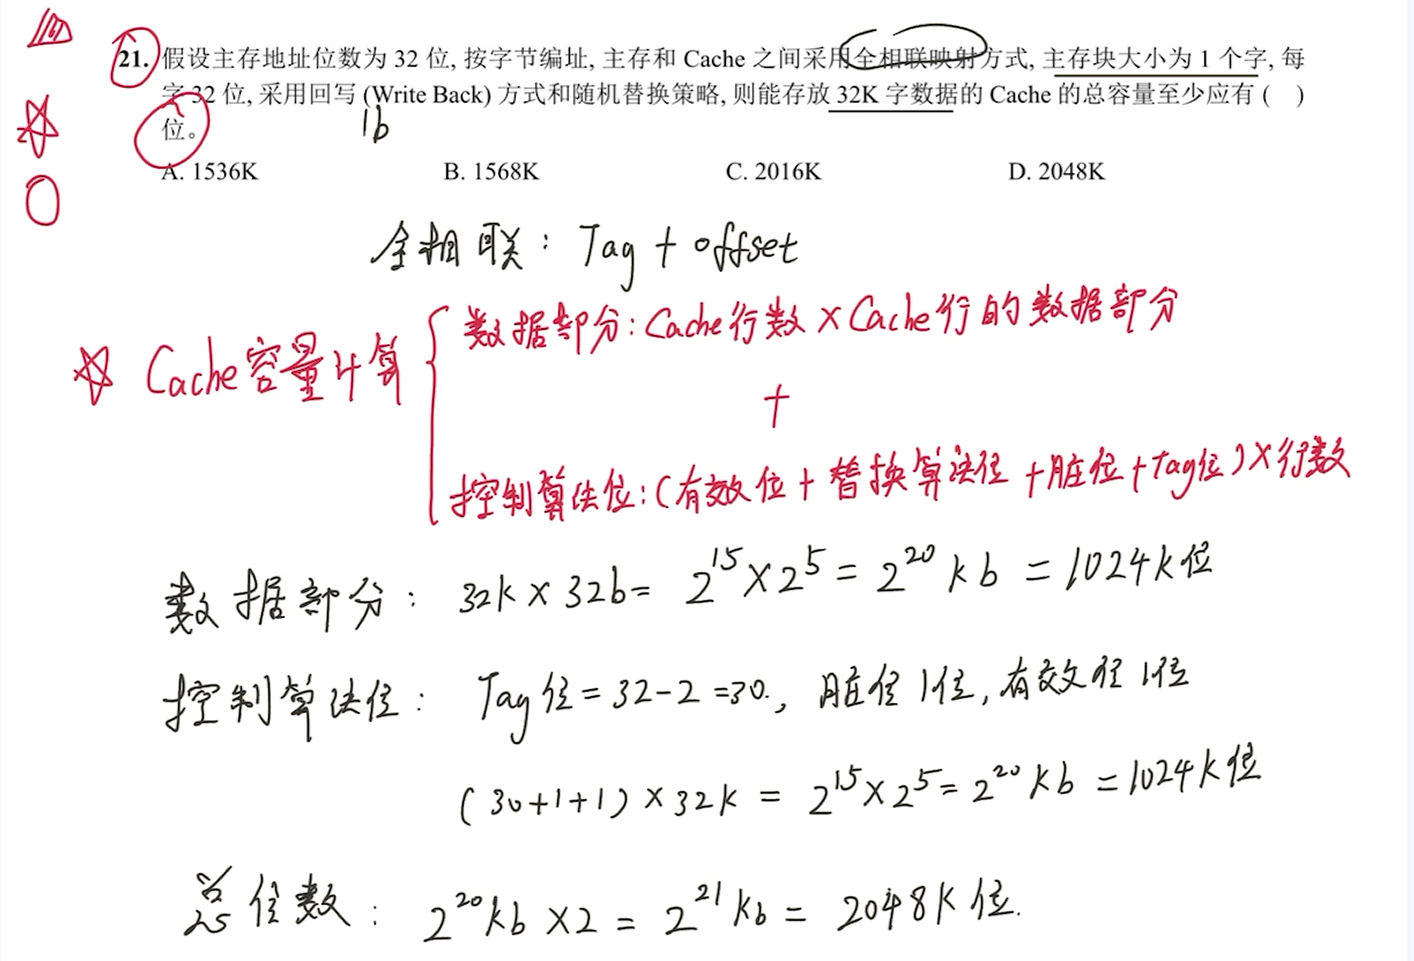 21. 假设主存地址位数为 32 位, 按字节编址, 主存和 Cache 之间采用全相联映射方式, 主存块大小为 1 个字, 每
字 32 位, 采用回写 (Write Back) 方式和随机替换策略, 则能存放 32K 字数据的 Cache 的总容量至少应有 ( )
位。
1b
A. 1536K B. 1568K C. 2016K D. 2048K
全相联: Tag + offset
Cache容量计算
数据部分: Cache行数 × Cache行的数据部分
+
控制算法位: (有效位 + 替换算法位 + 脏位 + Tag位) × 行数
数据部分: 32K × 32b = 2^15 × 2^5 = 2^20 kb = 1024k位
控制算法位: Tag位 = 32-2 = 30., 脏位 1位, 有效位 1位
(30+1+1) × 32K = 2^15 × 2^5 = 2^20 kb = 1024k位
总位数: 2^20 kb × 2 = 2^21 kb = 2048K 位.